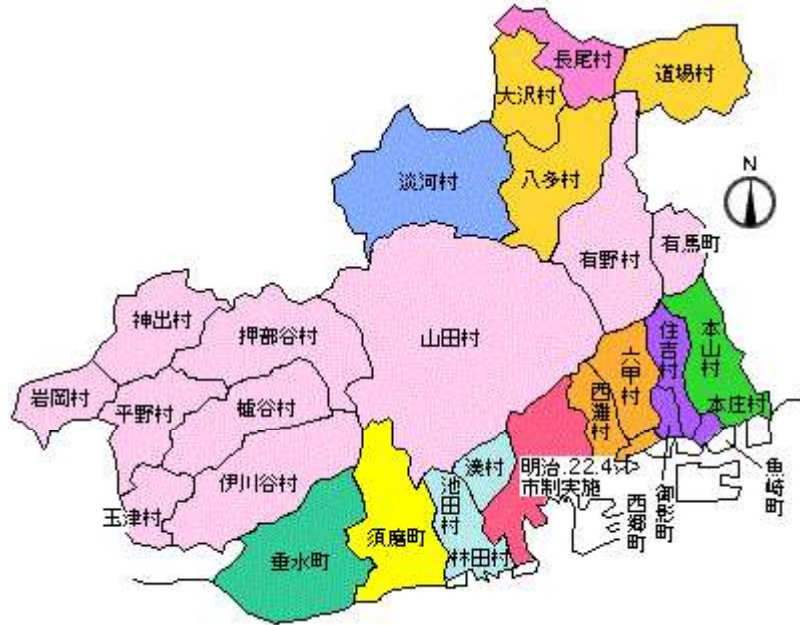 長尾村
道場村
大沢村
淡河村
八多村
N
有野村
有馬町
神出村
押部谷村
山田村
住吉村
本山村
六甲村
岩岡村
平野村
櫨谷村
西灘村
本庄村
伊川谷村
湊村
明治.22.4
市制実施
池田村
玉津村
須磨町
垂水町
林田村
西郷町
御影町
魚崎町